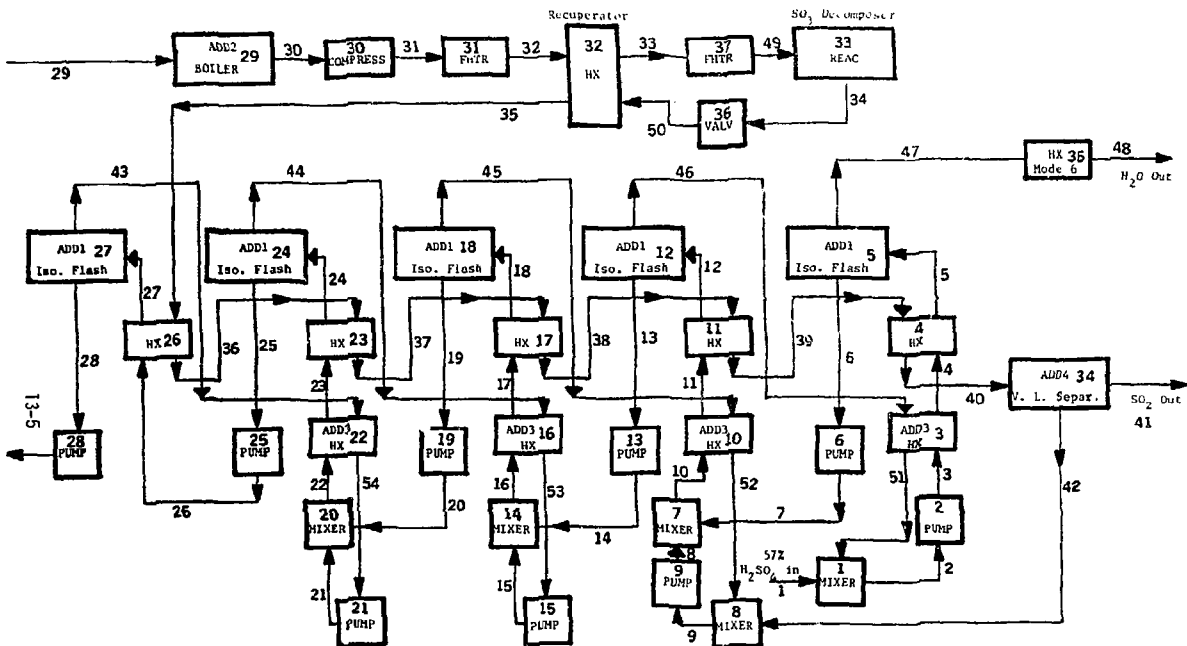 Recuperator
SO3 Decomposer
ADD2 29
BOILER
30
COMPRESS
31
FHTR
32
HX
37
FHTR
33
REAC
29
30
31
32
33
49
34
35
50
36
VALV
43
44
45
46
47
HX 35
Mode 6
48
H2O Out
ADD1 27
Iso. Flash
ADD1 24
Iso. Flash
ADD1 18
Iso. Flash
ADD1 12
Iso. Flash
ADD1 5
Iso. Flash
27
24
18
12
5
28
HX 26
36
25
HX 23
37
19
HX 17
38
13
11
HX
39
6
4
HX
23
17
11
4
40
ADD4 34
V. L. Separ.
SO2 Out
41
13-5
28
PUMP
25
PUMP
ADD3
HX 22
19
PUMP
ADD3
HX 16
13
PUMP
ADD3
HX 10
6
PUMP
ADD3
HX 3
26
22
54
20
16
53
14
10
52
7
51
3
42
20
MIXER
14
MIXER
7
MIXER
2
PUMP
8
9
PUMP
57%
H2SO4 in
1
1
MIXER
2
21
21
PUMP
15
15
PUMP
9
8
MIXER